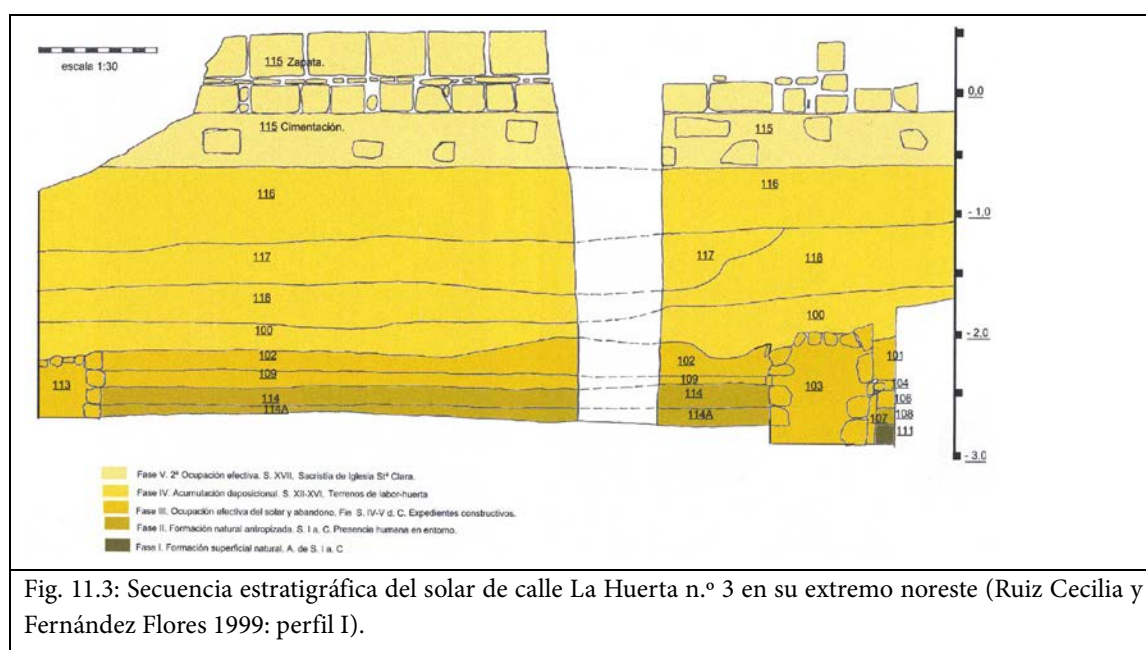 escala 1:30
115 Zapata.
0,0
115 Cimentación.
115
116
116
- 1,0
117
117
118
118
100
100
- 2,0
102
102
101
109
109
113
103
104
114
114
106
114A
114A
107
108
111
- 3,0
Fase V. 2ª Ocupación efectiva. S. XVII. Sacristía de Iglesia Stª Clara.
Fase IV. Acumulación deposicional. S. XII-XVI. Terrenos de labor-huerta
Fase III. Ocupación efectiva del solar y abandono. Fin S. IV-V d. C. Expedientes constructivos.
Fase II. Formación natural antropizada. S. I a. C. Presencia humana en entorno.
Fase I. Formación superficial natural. A. de S. I a. C
Fig. 11.3: Secuencia estratigráfica del solar de calle La Huerta n.º 3 en su extremo noreste (Ruiz Cecilia y
Fernández Flores 1999: perfil I).